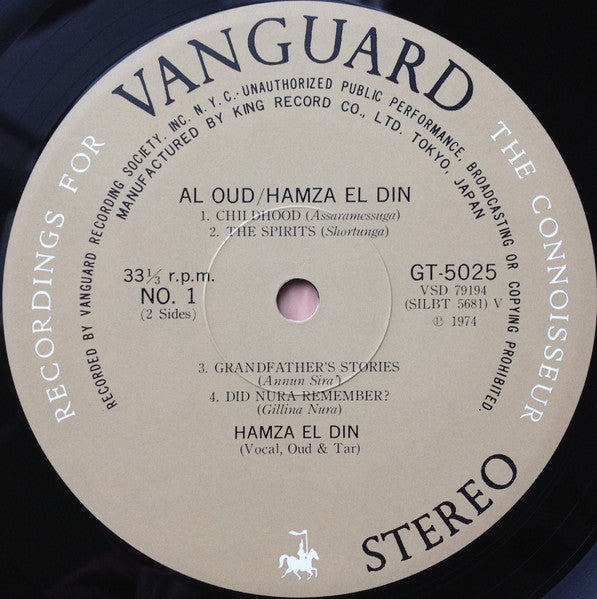 VANGUARD
RECORDINGS FOR THE CONNOISSEUR
RECORDED BY VANGUARD RECORDING SOCIETY, INC. N.Y.C.·UNAUTHORIZED PUBLIC PERFORMANCE, BROADCASTING OR COPYING PROHIBITED.
MANUFACTURED BY KING RECORD CO., LTD. TOKYO, JAPAN
AL OUD/HAMZA EL DIN
1. CHILDHOOD (Assaramessuga)
2. THE SPIRITS (Shortunga)
33 1/3 r.p.m.
NO. 1
(2 Sides)
GT-5025
VSD 79194
(SILBT 5681) V
℗ 1974
3. GRANDFATHER'S STORIES
(Annun Sira')
4. DID NURA REMEMBER?
(Gillina Nura)
HAMZA EL DIN
(Vocal, Oud & Tar)
STEREO